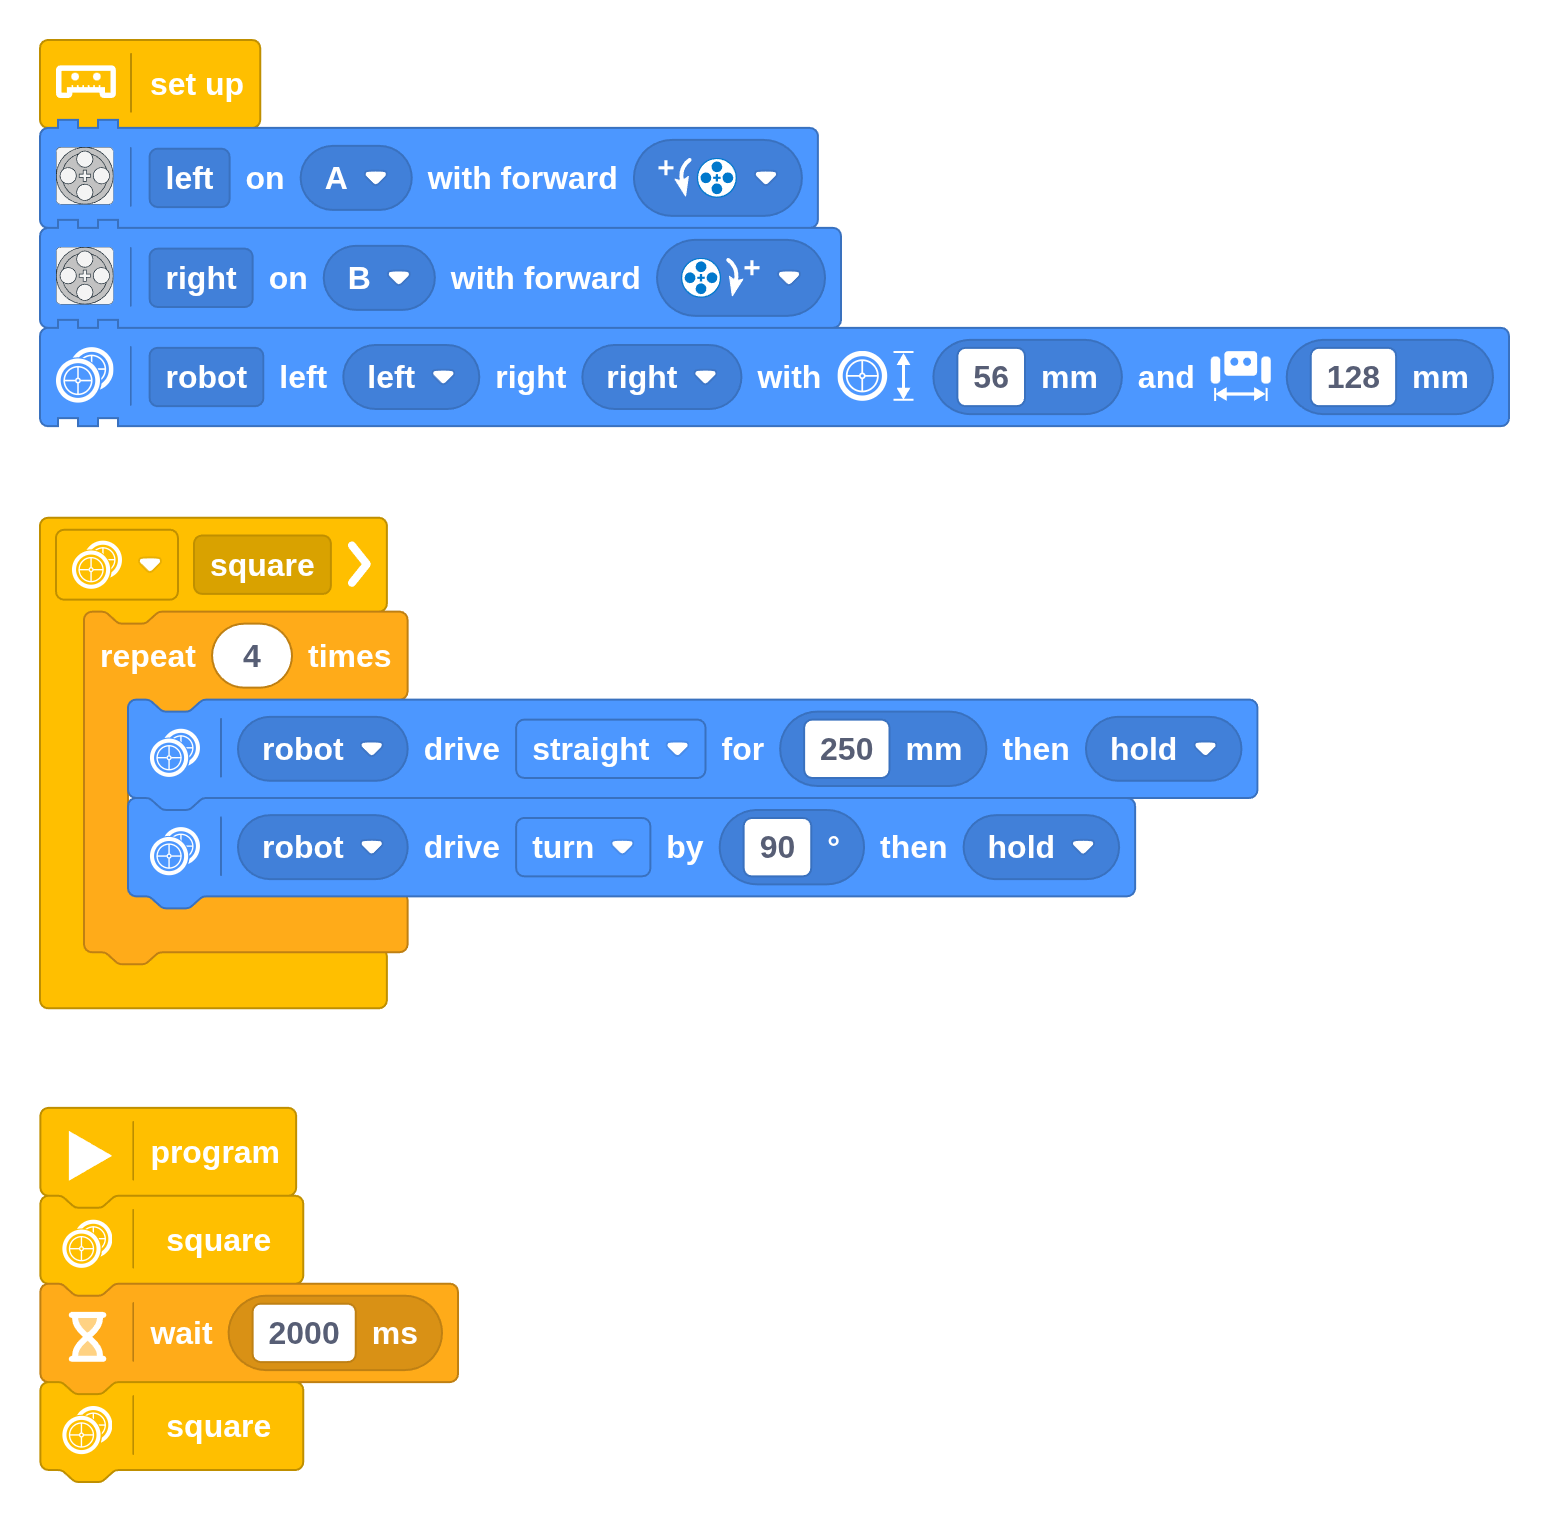 set up
left on A with forward +
right on B with forward +
robot left left right right with 56 mm and 128 mm
square
repeat 4 times
robot drive straight for 250 mm then hold
robot drive turn by 90 ° then hold
program
square
wait 2000 ms
square